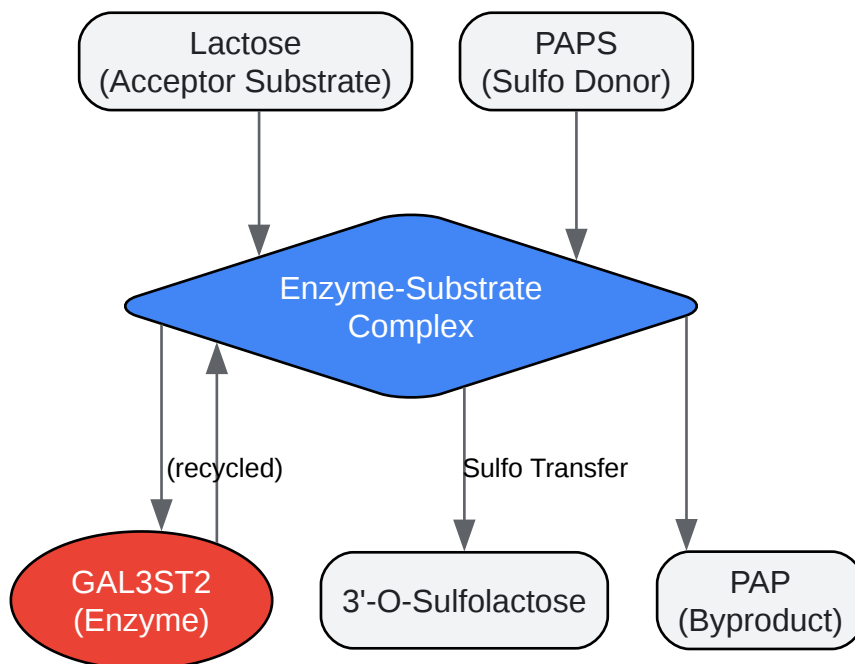 Lactose
(Acceptor Substrate)
PAPS
(Sulfo Donor)
Enzyme-Substrate
Complex
(recycled)
Sulfo Transfer
GAL3ST2
(Enzyme)
3'-O-Sulfolactose
PAP
(Byproduct)